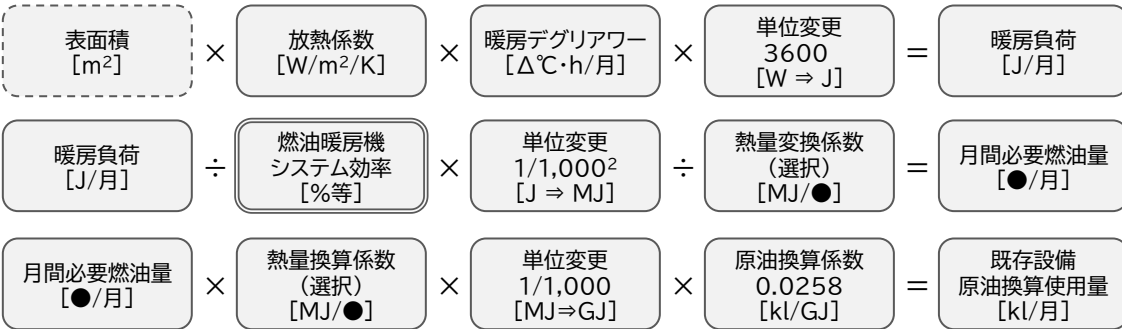 表面積
[m²]
×
放熱係数
[W/m²/K]
×
暖房デグリアワー
[Δ℃・h/月]
×
単位変更
3600
[W ⇒ J]
=
暖房負荷
[J/月]
暖房負荷
[J/月]
÷
燃油暖房機
システム効率
[%等]
×
単位変更
1/1,000²
[J ⇒ MJ]
÷
熱量変換係数
(選択)
[MJ/●]
=
月間必要燃油量
[●/月]
月間必要燃油量
[●/月]
×
熱量換算係数
(選択)
[MJ/●]
×
単位変更
1/1,000
[MJ⇒GJ]
×
原油換算係数
0.0258
[kl/GJ]
=
既存設備
原油換算使用量
[kl/月]